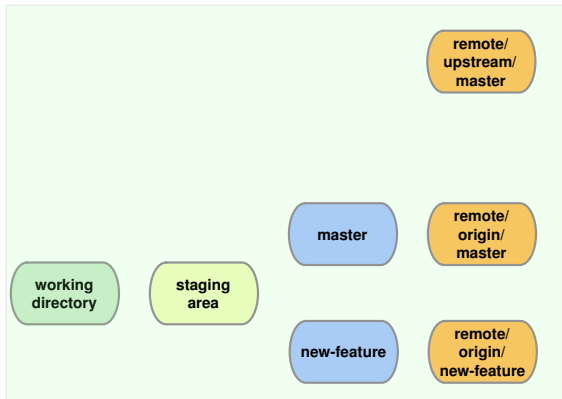 remote/
upstream/
master
master
remote/
origin/
master
working
directory
staging
area
new-feature
remote/
origin/
new-feature